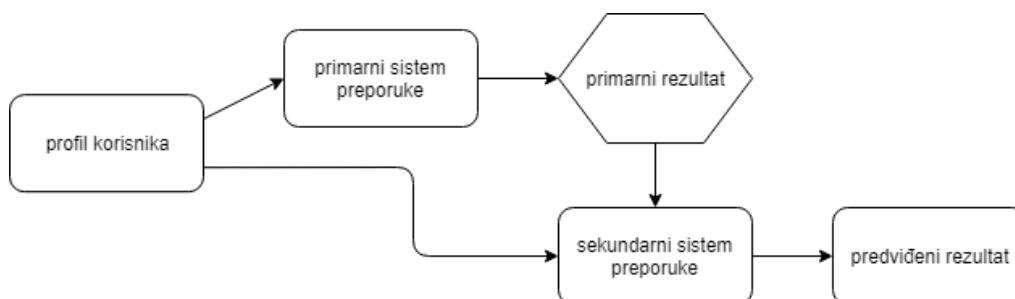 profil korisnika
primarni sistem
preporuke
primarni rezultat
sekundarni sistem
preporuke
predviđeni rezultat